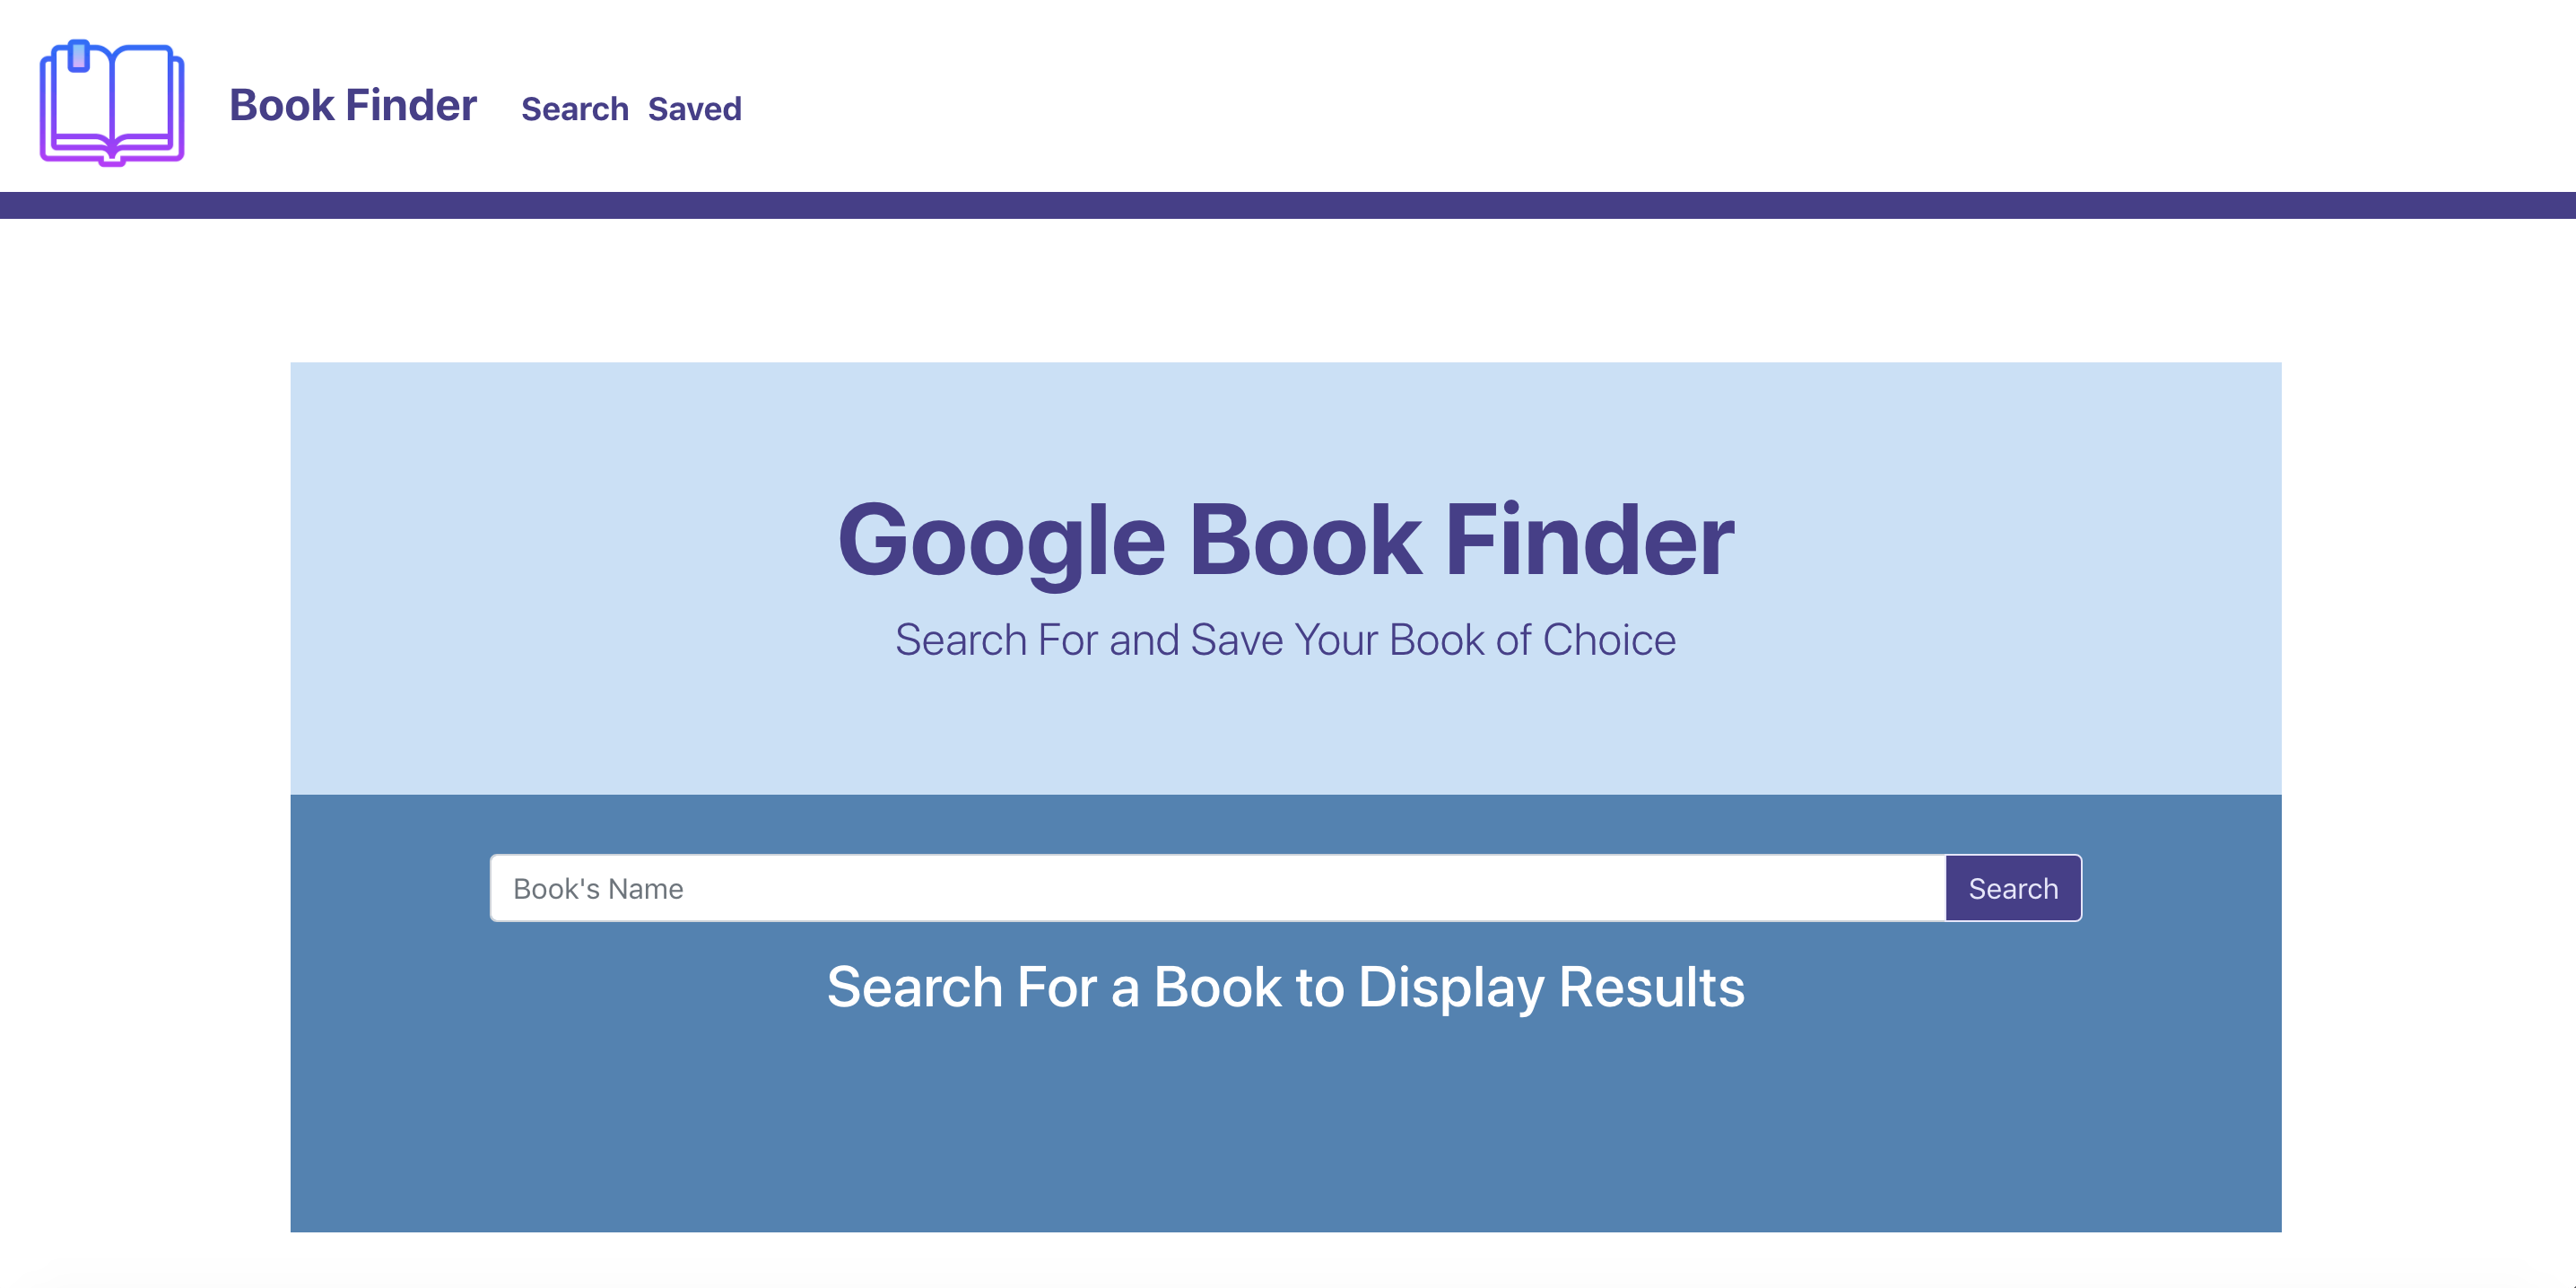 Book Finder Search Saved
Google Book Finder
Search For and Save Your Book of Choice
Book's Name Search
Search For a Book to Display Results